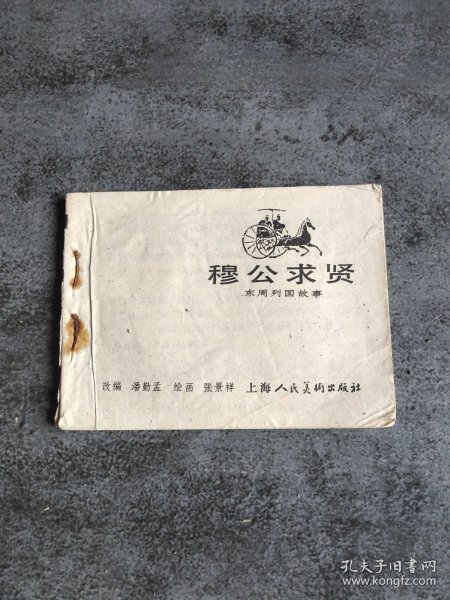 穆公求贤
东周列国故事
改编 潘勤孟 绘画 张景祥 上海人民美術出版社
孔夫子旧书网
www.kongfz.com